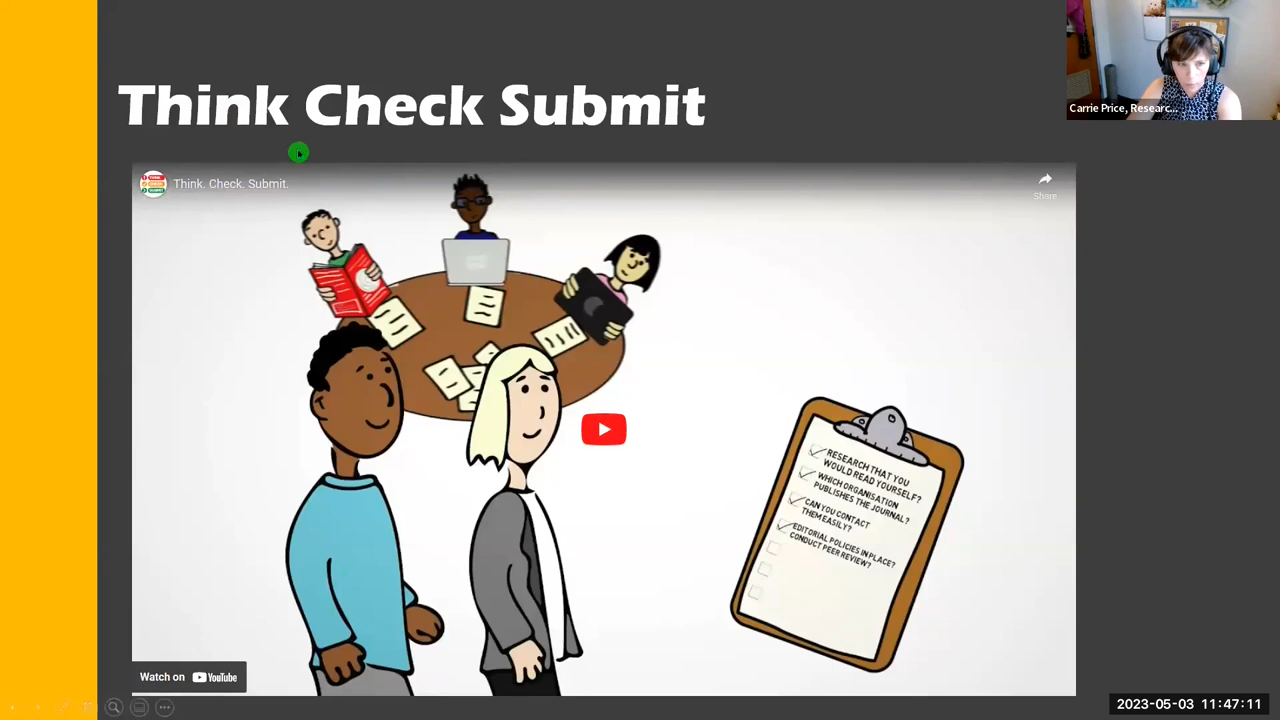 Think Check Submit
Carrie Price, Researc...
Think. Check. Submit.
Share
RESEARCH THAT YOU
WOULD READ YOURSELF?
WHICH ORGANISATION
PUBLISHES THE JOURNAL?
CAN YOU CONTACT
THEM EASILY?
EDITORIAL POLICIES IN PLACE?
CONDUCT PEER REVIEW?
Watch on YouTube
2023-05-03 11:47:11